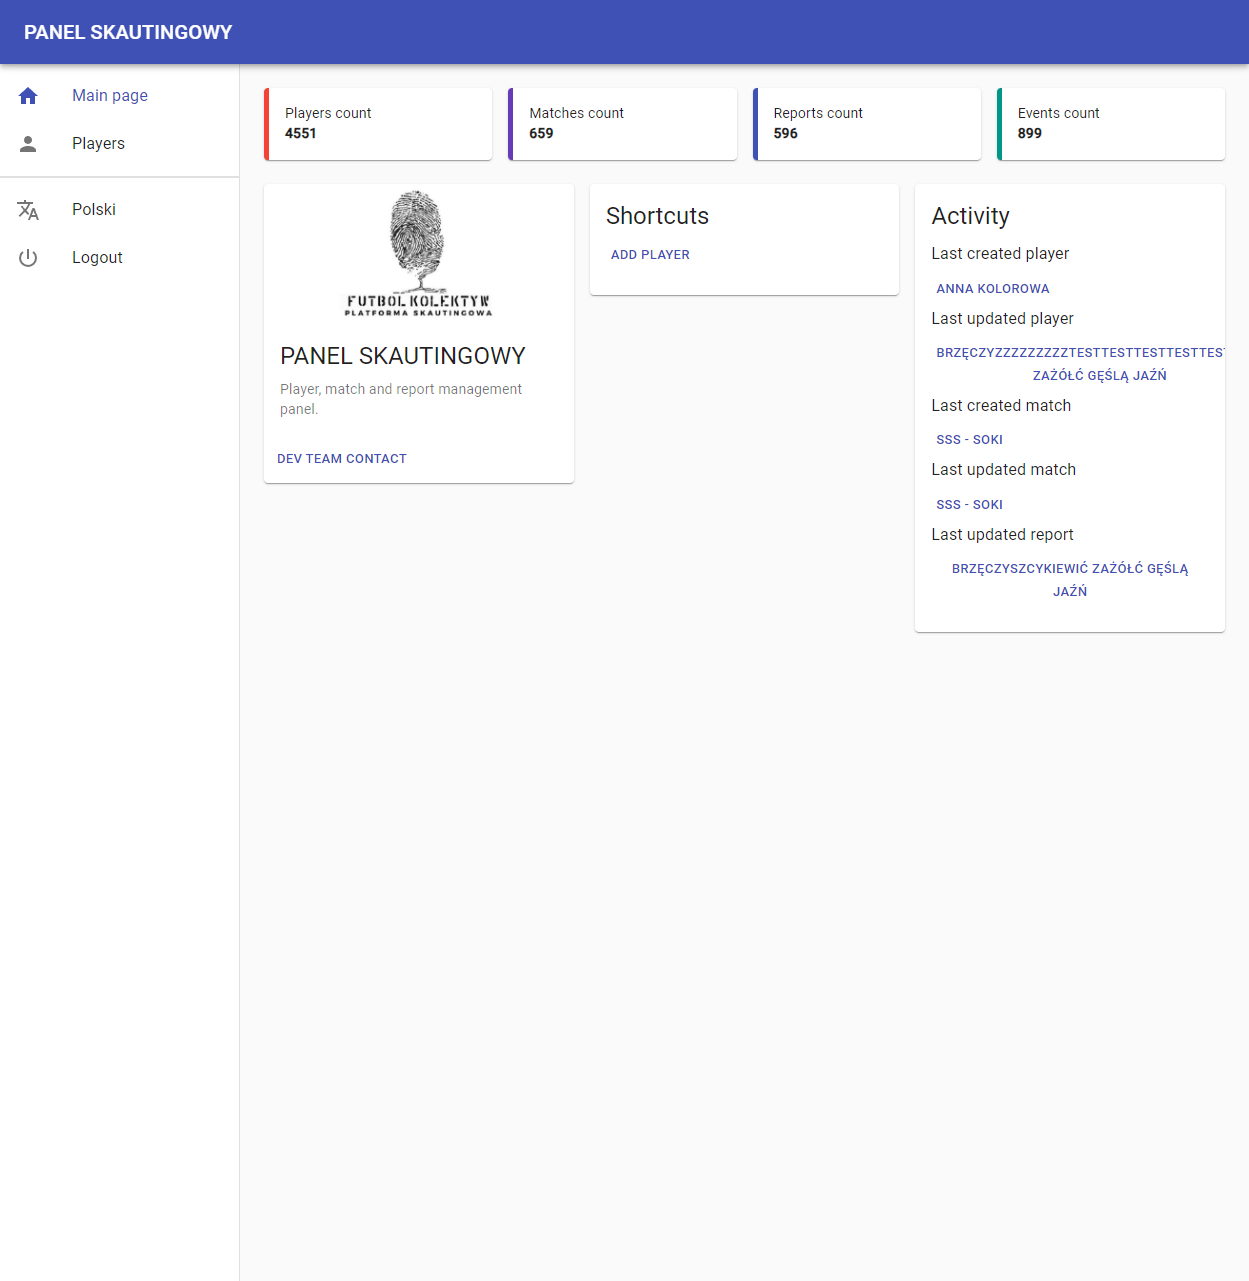 PANEL SKAUTINGOWY
Main page
Players
Polski
Logout
Players count
4551
Matches count
659
Reports count
596
Events count
899
FUTBOL KOLEKTYW
PLATFORMA SKAUTINGOWA
PANEL SKAUTINGOWY
Player, match and report management
panel.
DEV TEAM CONTACT
Shortcuts
ADD PLAYER
Activity
Last created player
ANNA KOLOROWA
Last updated player
BRZĘCZYZZZZZZZZZTESTTESTTESTTESTTEST
ZAŻÓŁĆ GĘŚLĄ JAŹŃ
Last created match
SSS - SOKI
Last updated match
SSS - SOKI
Last updated report
BRZĘCZYSZCYKIEWIĆ ZAŻÓŁĆ GĘŚLĄ
JAŹŃ